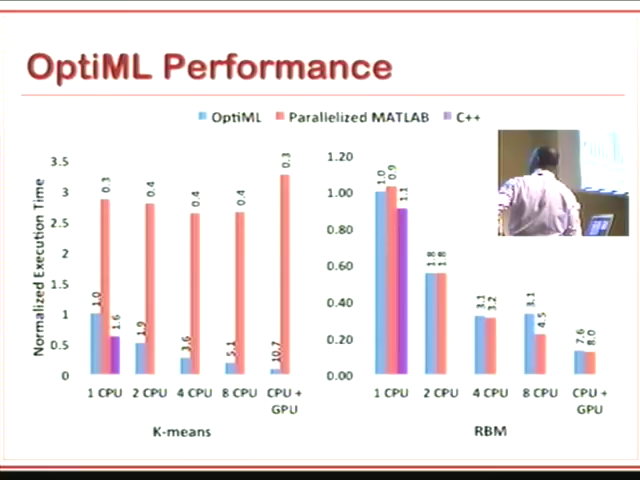 OptiML Performance
OptiML Parallelized MATLAB C++
Normalized Execution Time
3.5
3
2.5
2
1.5
1
0.5
0
1.0 0.3 1.6
1.9 0.4
3.6 0.4
5.1 0.4
10.7 0.3
1 CPU 2 CPU 4 CPU 8 CPU CPU + GPU
K-means
1.20
1.00
0.80
0.60
0.40
0.20
0.00
1.0 0.9 1.1
1.8 1.8
3.1 3.2
3.1 4.5
7.6 8.0
1 CPU 2 CPU 4 CPU 8 CPU CPU + GPU
RBM